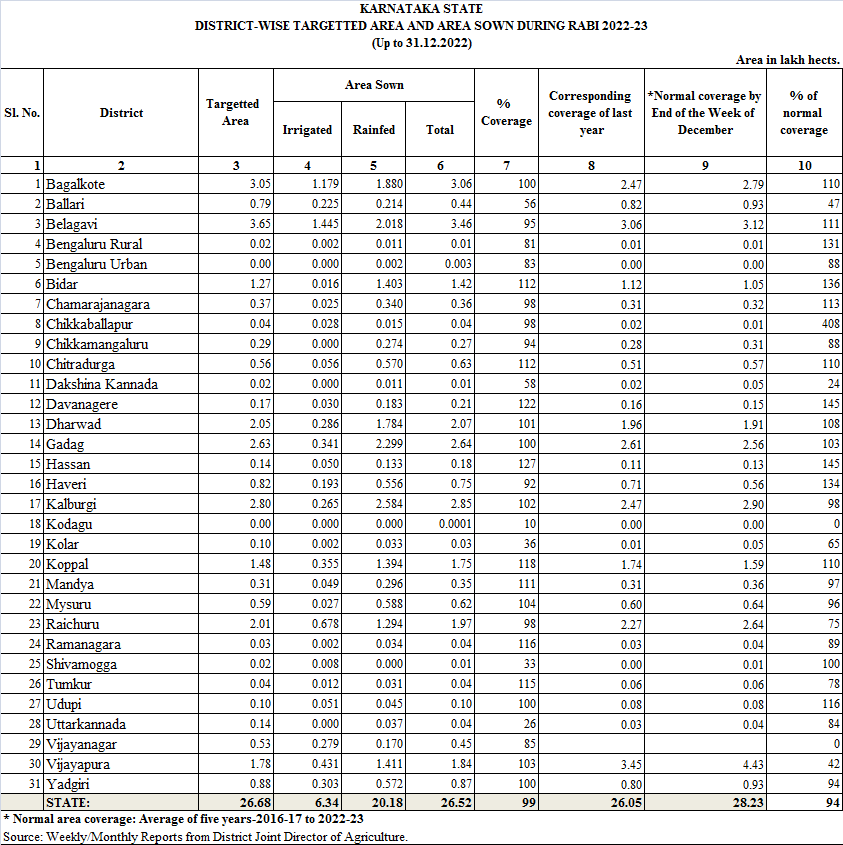 KARNATAKA STATE
DISTRICT-WISE TARGETTED AREA AND AREA SOWN DURING RABI 2022-23
(Up to 31.12.2022)
Area in lakh hects.
Sl. No. District Targetted Area Area Sown % Coverage Corresponding coverage of last year *Normal coverage by End of the Week of December % of normal coverage
Irrigated Rainfed Total
1 2 3 4 5 6 7 8 9 10
1 Bagalkote 3.05 1.179 1.880 3.06 100 2.47 2.79 110
2 Ballari 0.79 0.225 0.214 0.44 56 0.82 0.93 47
3 Belagavi 3.65 1.445 2.018 3.46 95 3.06 3.12 111
4 Bengaluru Rural 0.02 0.002 0.011 0.01 81 0.01 0.01 131
5 Bengaluru Urban 0.00 0.000 0.002 0.003 83 0.00 0.00 88
6 Bidar 1.27 0.016 1.403 1.42 112 1.12 1.05 136
7 Chamarajanagara 0.37 0.025 0.340 0.36 98 0.31 0.32 113
8 Chikkaballapur 0.04 0.028 0.015 0.04 98 0.02 0.01 408
9 Chikkamangaluru 0.29 0.000 0.274 0.27 94 0.28 0.31 88
10 Chitradurga 0.56 0.056 0.570 0.63 112 0.51 0.57 110
11 Dakshina Kannada 0.02 0.000 0.011 0.01 58 0.02 0.05 24
12 Davanagere 0.17 0.030 0.183 0.21 122 0.16 0.15 145
13 Dharwad 2.05 0.286 1.784 2.07 101 1.96 1.91 108
14 Gadag 2.63 0.341 2.299 2.64 100 2.61 2.56 103
15 Hassan 0.14 0.050 0.133 0.18 127 0.11 0.13 145
16 Haveri 0.82 0.193 0.556 0.75 92 0.71 0.56 134
17 Kalburgi 2.80 0.265 2.584 2.85 102 2.47 2.90 98
18 Kodagu 0.00 0.000 0.000 0.0001 10 0.00 0.00 0
19 Kolar 0.10 0.002 0.033 0.03 36 0.01 0.05 65
20 Koppal 1.48 0.355 1.394 1.75 118 1.74 1.59 110
21 Mandya 0.31 0.049 0.296 0.35 111 0.31 0.36 97
22 Mysuru 0.59 0.027 0.588 0.62 104 0.60 0.64 96
23 Raichuru 2.01 0.678 1.294 1.97 98 2.27 2.64 75
24 Ramanagara 0.03 0.002 0.034 0.04 116 0.03 0.04 89
25 Shivamogga 0.02 0.008 0.000 0.01 33 0.00 0.01 100
26 Tumkur 0.04 0.012 0.031 0.04 115 0.06 0.06 78
27 Udupi 0.10 0.051 0.045 0.10 100 0.08 0.08 116
28 Uttarkannada 0.14 0.000 0.037 0.04 26 0.03 0.04 84
29 Vijayanagar 0.53 0.279 0.170 0.45 85 0
30 Vijayapura 1.78 0.431 1.411 1.84 103 3.45 4.43 42
31 Yadgiri 0.88 0.303 0.572 0.87 100 0.80 0.93 94
STATE: 26.68 6.34 20.18 26.52 99 26.05 28.23 94
* Normal area coverage: Average of five years-2016-17 to 2022-23
Source: Weekly/Monthly Reports from District Joint Director of Agriculture.